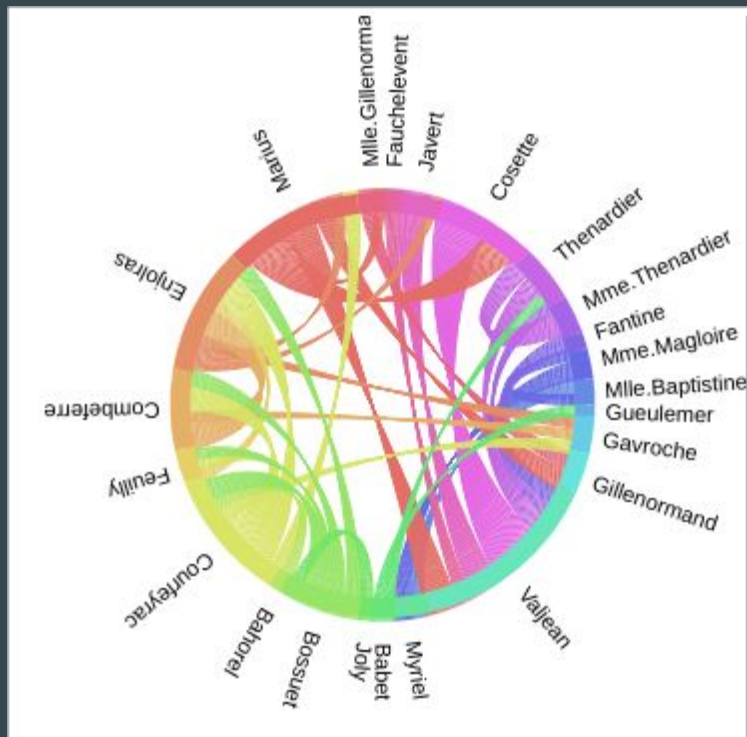 Mlle.Gillenorma
Fauchelevent
Javert
Cosette
Thenardier
Mme.Thenardier
Fantine
Mme.Magloire
Mlle.Baptistine
Gueulemer
Gavroche
Gillenormand
Valjean
Myriel
Babet
Joly
Bossuet
Bahorel
Courfeyrac
Feuilly
Combeferre
Enjolras
Marius